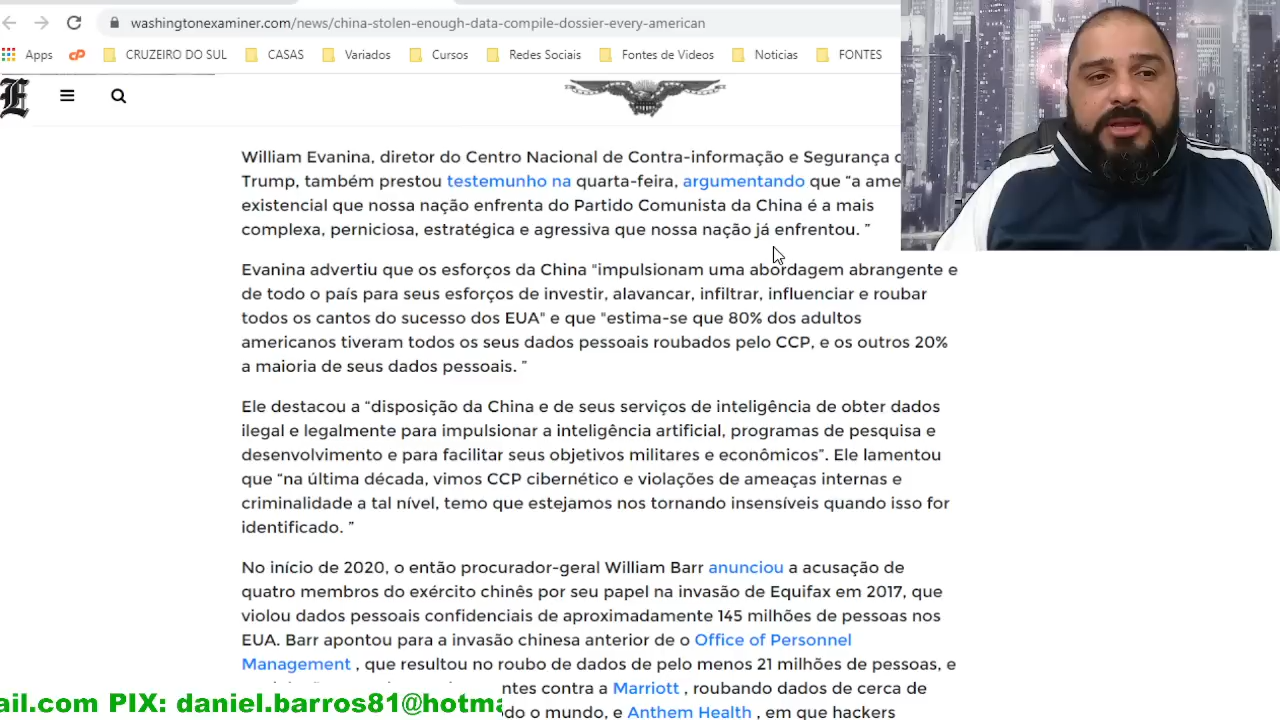 washingtonexaminer.com/news/china-stolen-enough-data-compile-dossier-every-american
Apps CRUZEIRO DO SUL CASAS Variados Cursos Redes Sociais Fontes de Videos Noticias FONTES
William Evanina, diretor do Centro Nacional de Contra-informação e Segurança
Trump, também prestou testemunho na quarta-feira, argumentando que “a
existencial que nossa nação enfrenta do Partido Comunista da China é a mais
complexa, perniciosa, estratégica e agressiva que nossa nação já enfrentou. ”
Evanina advertiu que os esforços da China “impulsionam uma abordagem abrangente e
de todo o país para seus esforços de investir, alavancar, infiltrar, influenciar e roubar
todos os cantos do sucesso dos EUA" e que "estima-se que 80% dos adultos
americanos tiveram todos os seus dados pessoais roubados pelo CCP, e os outros 20%
a maioria de seus dados pessoais. ”
Ele destacou a “disposição da China e de seus serviços de inteligência de obter dados
ilegal e legalmente para impulsionar a inteligência artificial, programas de pesquisa e
desenvolvimento e para facilitar seus objetivos militares e econômicos”. Ele lamentou
que “na última década, vimos CCP cibernético e violações de ameaças internas e
criminalidade a tal nível, temo que estejamos nos tornando insensíveis quando isso for
identificado. ”
No início de 2020, o então procurador-geral William Barr anunciou a acusação de
quatro membros do exército chinês por seu papel na invasão de Equifax em 2017, que
violou dados pessoais confidenciais de aproximadamente 145 milhões de pessoas nos
EUA. Barr apontou para a invasão chinesa anterior de o Office of Personnel
Management , que resultou no roubo de dados de pelo menos 21 milhões de pessoas, e
ntes contra a Marriott , roubando dados de cerca de
do o mundo, e Anthem Health , em que hackers
ail.com PIX: daniel.barros81@hotma